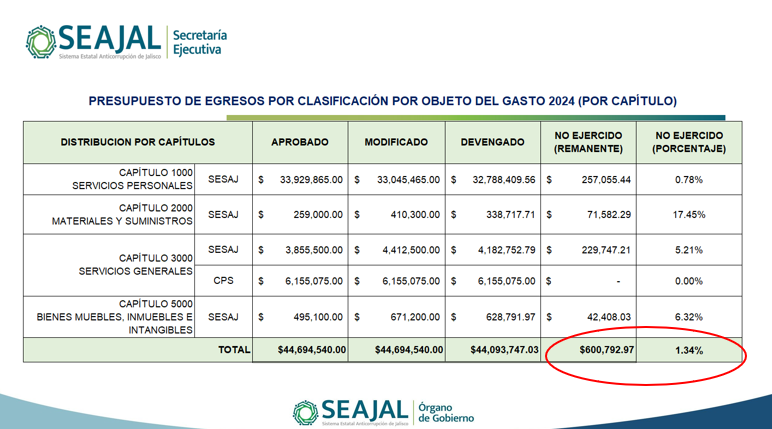 SEAJAL Secretaría Ejecutiva
Sistema Estatal Anticorrupción de Jalisco
PRESUPUESTO DE EGRESOS POR CLASIFICACIÓN POR OBJETO DEL GASTO 2024 (POR CAPÍTULO)
DISTRIBUCION POR CAPÍTULOS APROBADO MODIFICADO DEVENGADO NO EJERCIDO (REMANENTE) NO EJERCIDO (PORCENTAJE)
CAPÍTULO 1000 SERVICIOS PERSONALES SESAJ $ 33,929,865.00 $ 33,045,465.00 $ 32,788,409.56 $ 257,055.44 0.78%
CAPÍTULO 2000 MATERIALES Y SUMINISTROS SESAJ $ 259,000.00 $ 410,300.00 $ 338,717.71 $ 71,582.29 17.45%
CAPÍTULO 3000 SERVICIOS GENERALES SESAJ $ 3,855,500.00 $ 4,412,500.00 $ 4,182,752.79 $ 229,747.21 5.21%
CPS $ 6,155,075.00 $ 6,155,075.00 $ 6,155,075.00 $ - 0.00%
CAPÍTULO 5000 BIENES MUEBLES, INMUEBLES E INTANGIBLES SESAJ $ 495,100.00 $ 671,200.00 $ 628,791.97 $ 42,408.03 6.32%
TOTAL $44,694,540.00 $44,694,540.00 $44,093,747.03 $600,792.97 1.34%
SEAJAL Órgano de Gobierno
Sistema Estatal Anticorrupción de Jalisco